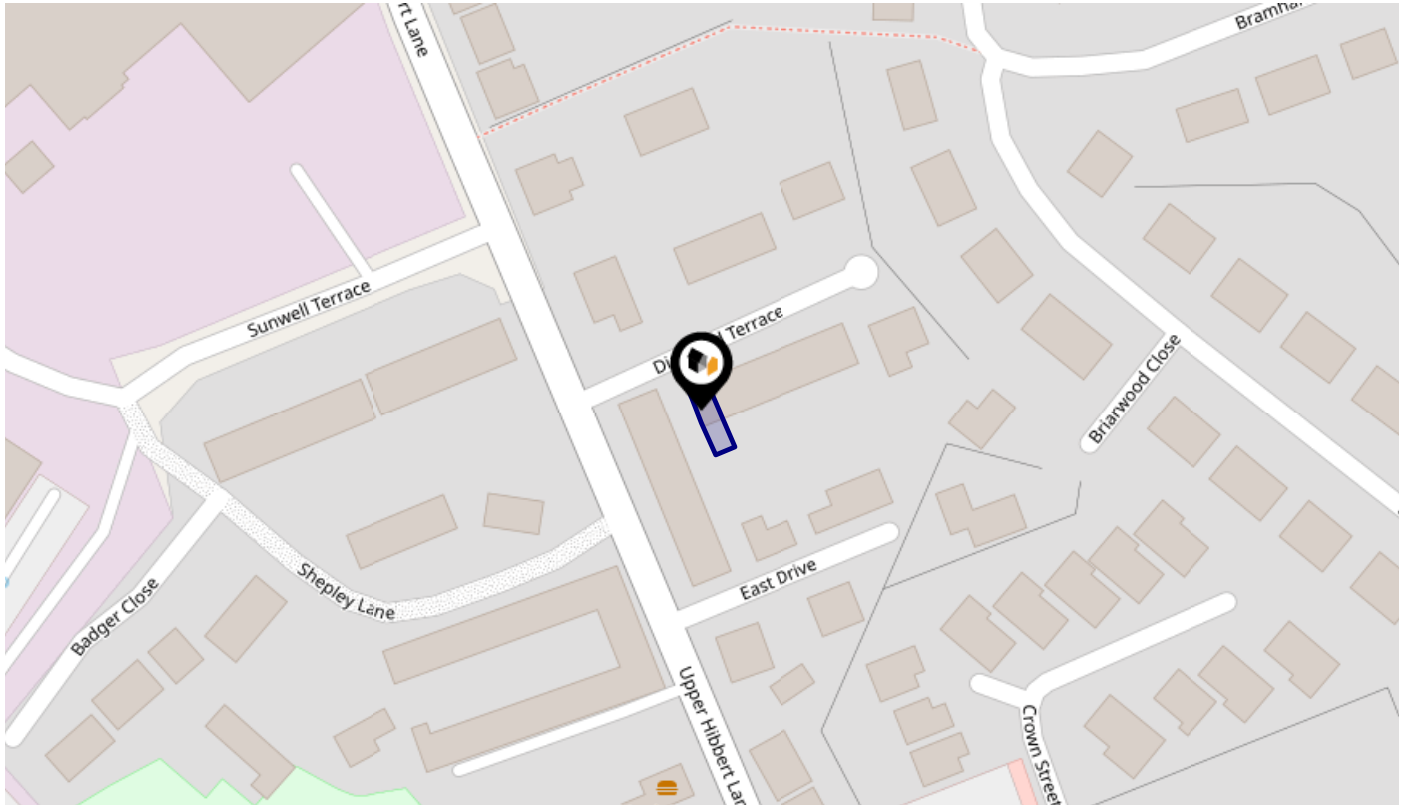 rt Lane
Bramha
Sunwell Terrace
Di Terrace
Briarwood Close
Shepley Lane
East Drive
Badger Close
Upper Hibbert Lan
Crown Street